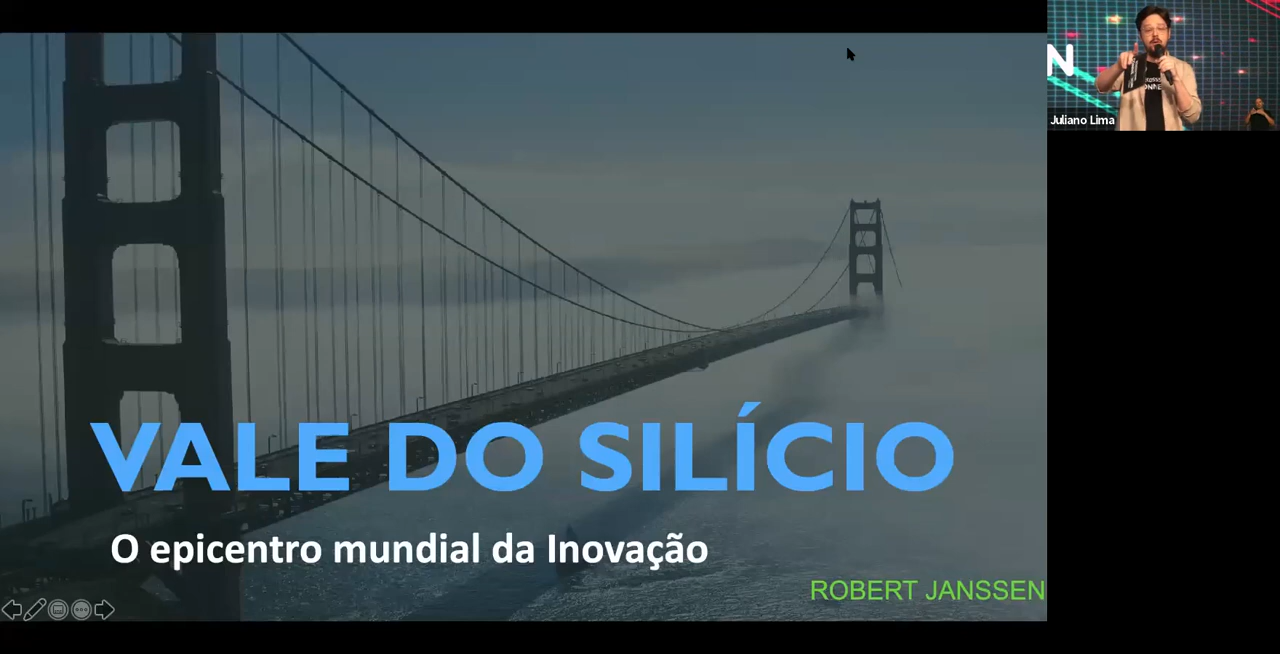 VALE DO SILÍCIO
O epicentro mundial da Inovação
ROBERT JANSSEN
N
Juliano Lima